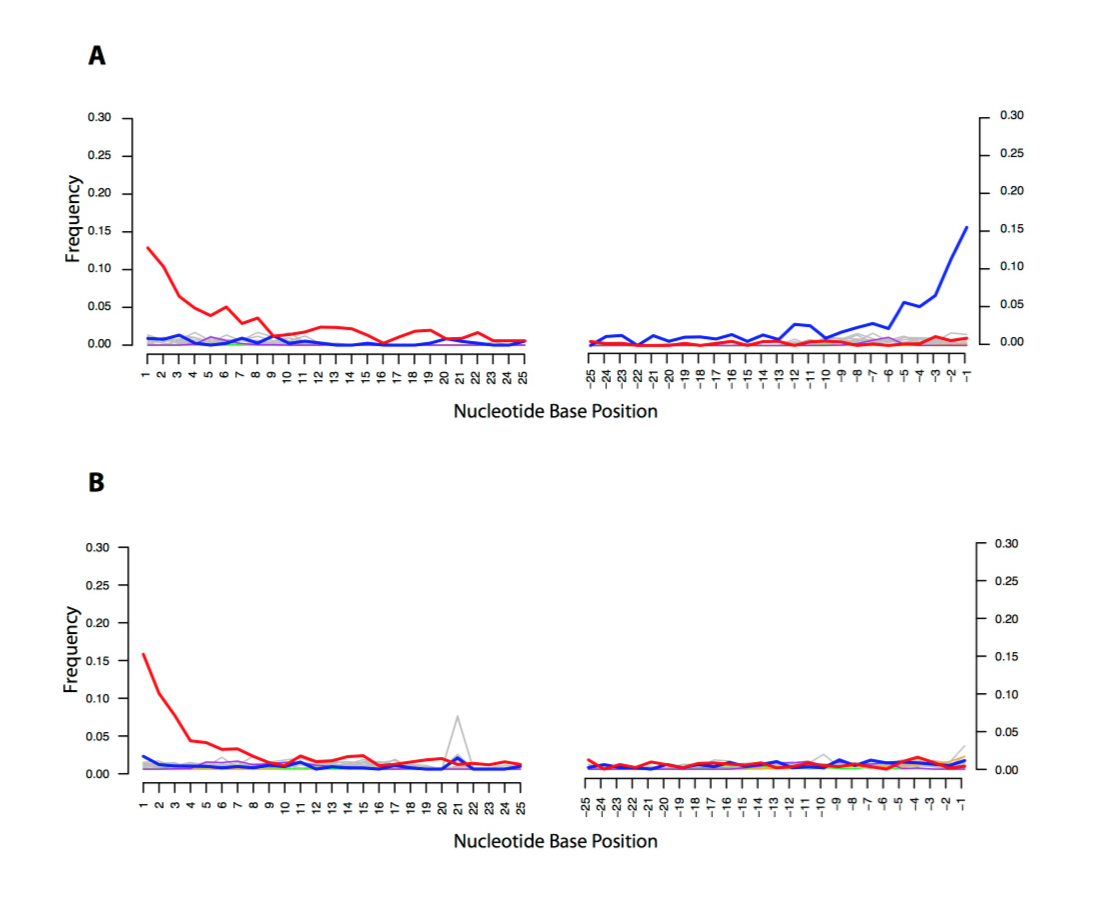 A
0.30
0.25
0.20
0.15
0.10
0.05
0.00
Frequency
1 2 3 4 5 6 7 8 9 10 11 12 13 14 15 16 17 18 19 20 21 22 23 24 25
−25 −24 −23 −22 −21 −20 −19 −18 −17 −16 −15 −14 −13 −12 −11 −10 −9 −8 −7 −6 −5 −4 −3 −2 −1
0.30
0.25
0.20
0.15
0.10
0.05
0.00
Nucleotide Base Position
B
0.30
0.25
0.20
0.15
0.10
0.05
0.00
Frequency
1 2 3 4 5 6 7 8 9 10 11 12 13 14 15 16 17 18 19 20 21 22 23 24 25
−25 −24 −23 −22 −21 −20 −19 −18 −17 −16 −15 −14 −13 −12 −11 −10 −9 −8 −7 −6 −5 −4 −3 −2 −1
0.30
0.25
0.20
0.15
0.10
0.05
0.00
Nucleotide Base Position